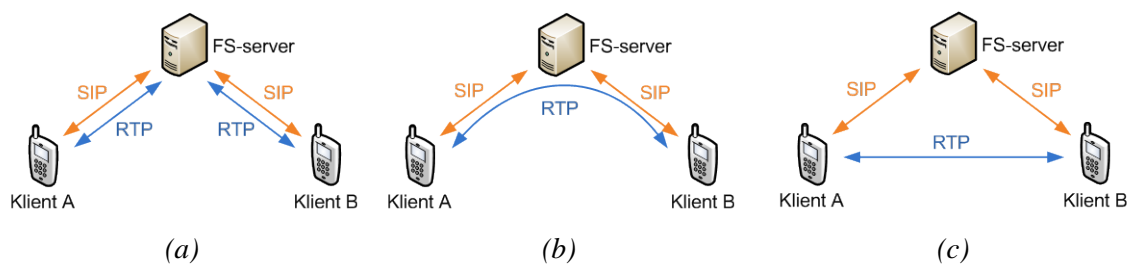 FS-server
SIP
SIP
RTP
RTP
Klient A
Klient B
(a)
FS-server
SIP
SIP
RTP
Klient A
Klient B
(b)
FS-server
SIP
SIP
RTP
Klient A
Klient B
(c)